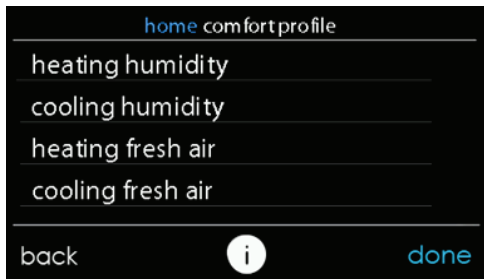 home comfort profile
heating humidity
cooling humidity
heating fresh air
cooling fresh air
back i done